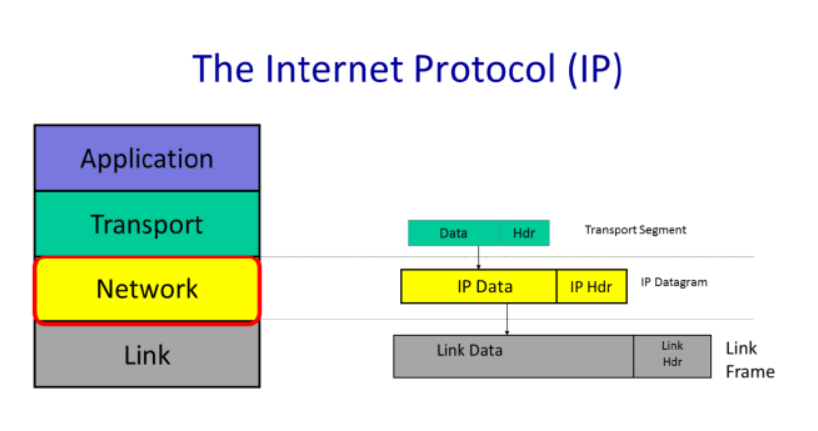 The Internet Protocol (IP)
Application
Transport
Data Hdr Transport Segment
Network
IP Data IP Hdr IP Datagram
Link
Link Data
Link
Hdr
Link
Frame